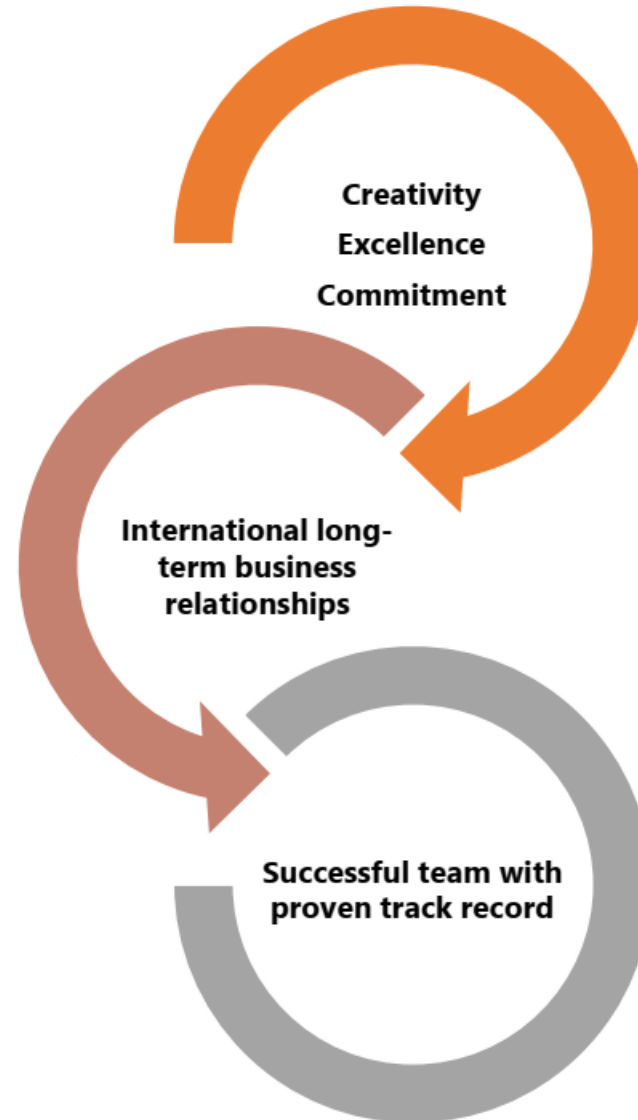 Creativity
Excellence
Commitment
International long-
term business
relationships
Successful team with
proven track record